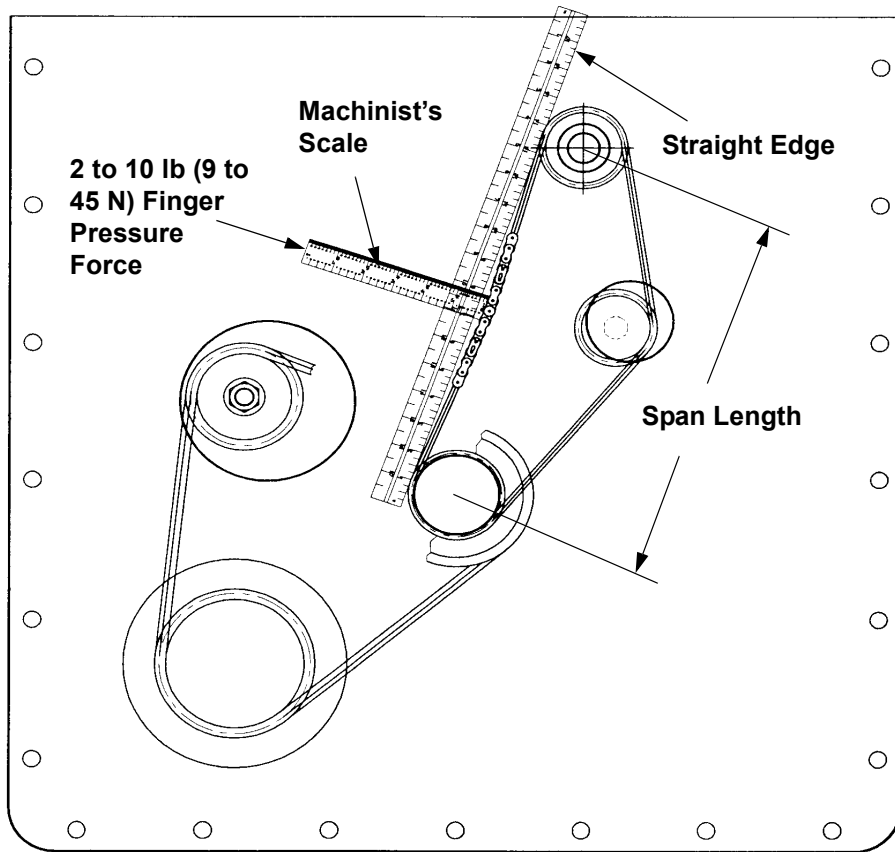 Machinist's
Scale
Straight Edge
2 to 10 lb (9 to
45 N) Finger
Pressure
Force
Span Length